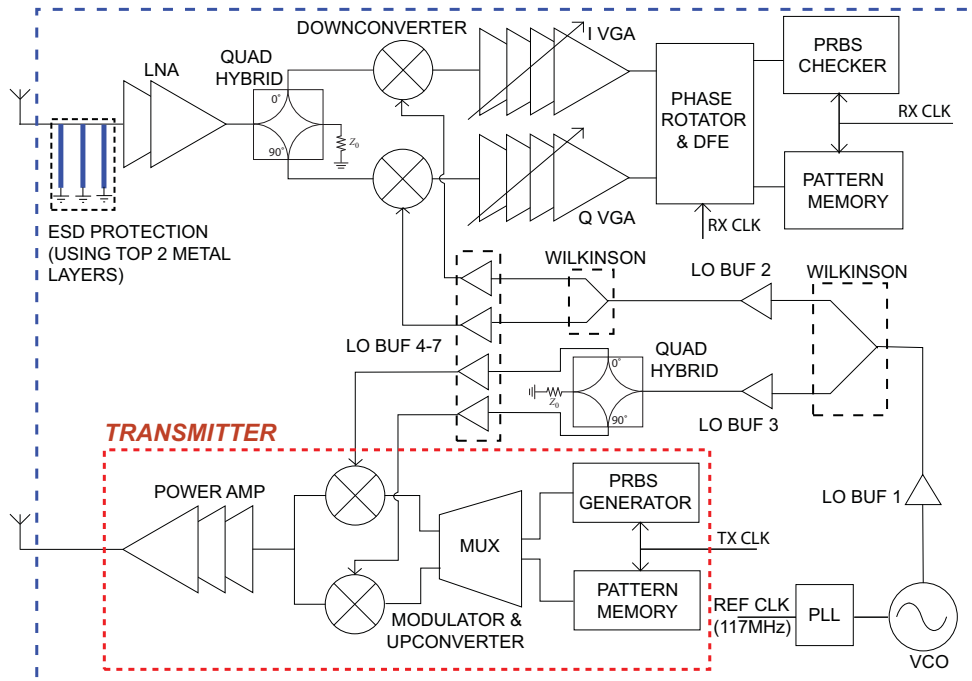 DOWNCONVERTER
I VGA
PRBS
CHECKER
LNA
QUAD
HYBRID
0°
90°
Z₀
PHASE
ROTATOR
& DFE
RX CLK
PATTERN
MEMORY
Q VGA
RX CLK
ESD PROTECTION
(USING TOP 2 METAL
LAYERS)
WILKINSON
LO BUF 2
WILKINSON
LO BUF 4-7
QUAD
HYBRID
0°
90°
Z₀
LO BUF 3
TRANSMITTER
POWER AMP
PRBS
GENERATOR
LO BUF 1
MUX
TX CLK
PATTERN
MEMORY
MODULATOR &
UPCONVERTER
REF CLK
(117MHz)
PLL
VCO